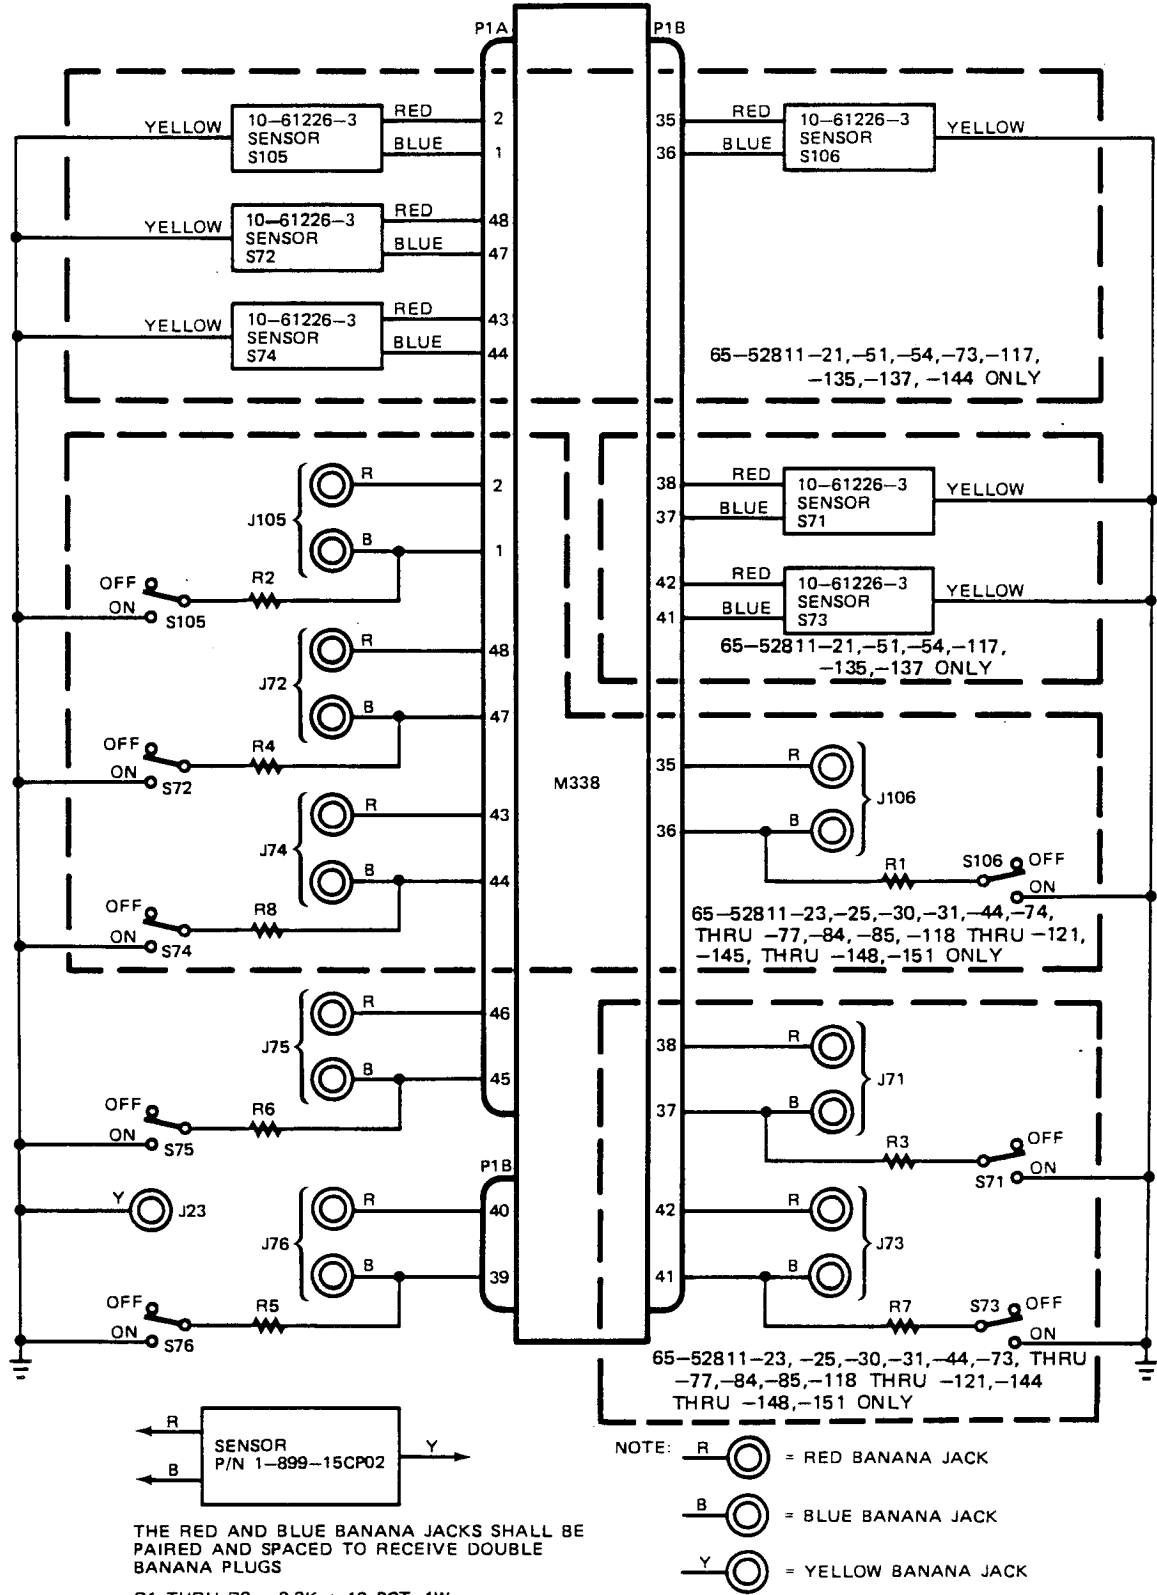 P1A
P1B
YELLOW
10-61226-3
SENSOR
S105
RED
BLUE
2
1
35
36
RED
BLUE
10-61226-3
SENSOR
S106
YELLOW
YELLOW
10-61226-3
SENSOR
S72
RED
BLUE
48
47
YELLOW
10-61226-3
SENSOR
S74
RED
BLUE
43
44
65-52811-21,-51,-54,-73,-117,
-135,-137, -144 ONLY
J105
R
B
2
1
OFF
ON
S105
R2
38
37
RED
BLUE
10-61226-3
SENSOR
S71
YELLOW
42
41
RED
BLUE
10-61226-3
SENSOR
S73
YELLOW
65-52811-21,-51,-54,-117,
-135,-137 ONLY
J72
R
B
48
47
OFF
ON
S72
R4
M338
35
36
R
B
J106
R1
S106
OFF
ON
J74
R
B
43
44
OFF
ON
S74
R8
65-52811-23,-25,-30,-31,-44,-74,
THRU -77,-84,-85,-118 THRU -121,
-145, THRU -148,-151 ONLY
J75
R
B
46
45
OFF
ON
S75
R6
38
37
R
B
J71
R3
S71
OFF
ON
P1B
Y
J23
J76
R
B
40
39
OFF
ON
S76
R5
42
41
R
B
J73
R7
S73
OFF
ON
65-52811-23, -25,-30,-31,-44,-73, THRU
-77,-84,-85,-118 THRU -121,-144
THRU -148,-151 ONLY
R
B
SENSOR
P/N 1-899-15CP02
Y
NOTE:
R = RED BANANA JACK
B = BLUE BANANA JACK
Y = YELLOW BANANA JACK
THE RED AND BLUE BANANA JACKS SHALL BE
PAIRED AND SPACED TO RECEIVE DOUBLE
BANANA PLUGS